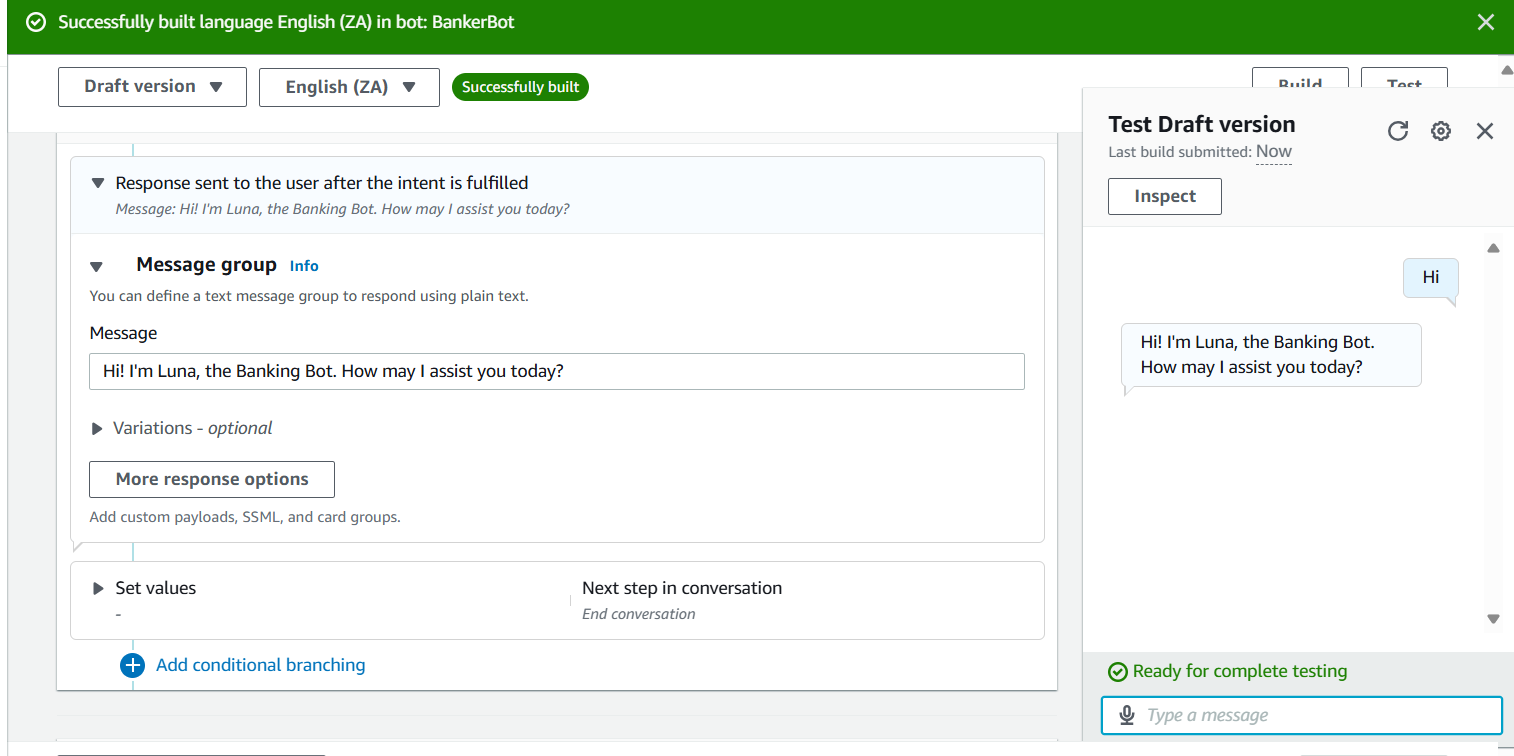 Successfully built language English (ZA) in bot: BankerBot
Draft version
English (ZA)
Successfully built
Build
Test
Response sent to the user after the intent is fulfilled
Message: Hi! I'm Luna, the Banking Bot. How may I assist you today?
Message group Info
You can define a text message group to respond using plain text.
Message
Hi! I'm Luna, the Banking Bot. How may I assist you today?
Variations - optional
More response options
Add custom payloads, SSML, and card groups.
Set values
-
Next step in conversation
End conversation
Add conditional branching
Test Draft version
Last build submitted: Now
Inspect
Hi
Hi! I'm Luna, the Banking Bot.
How may I assist you today?
Ready for complete testing
Type a message